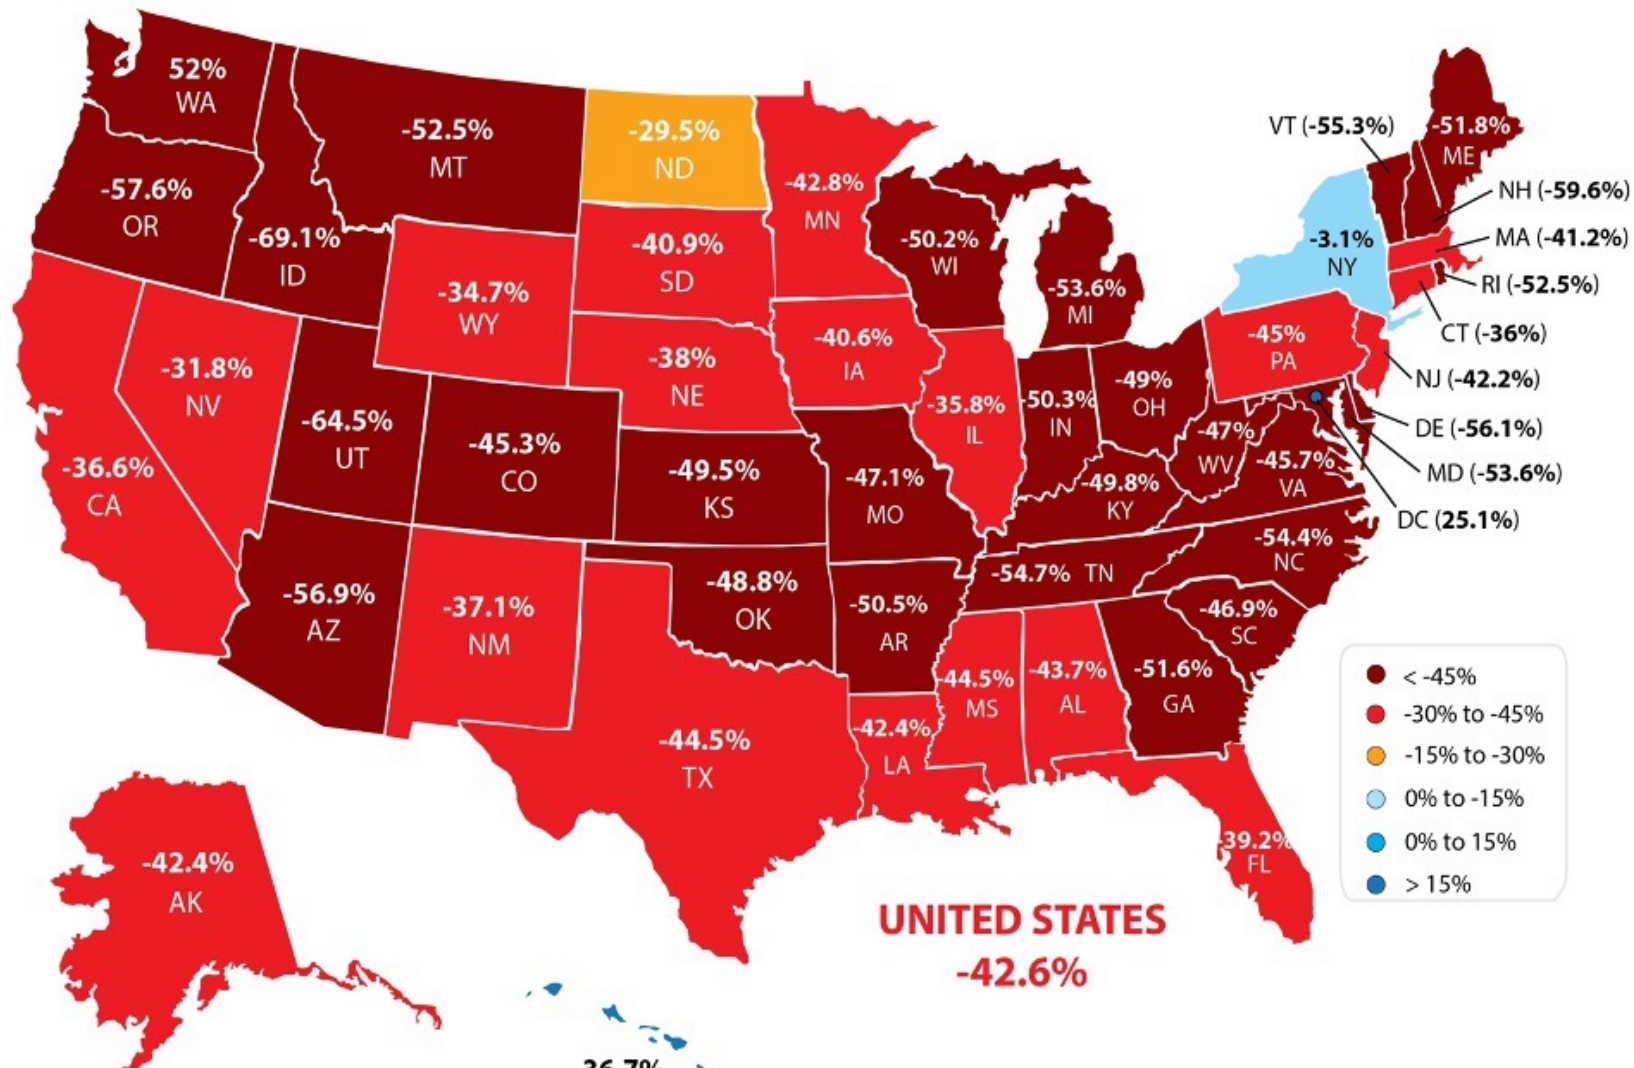 52%
WA
-57.6%
OR
-69.1%
ID
-52.5%
MT
-29.5%
ND
-42.8%
MN
-40.9%
SD
-34.7%
WY
-31.8%
NV
-36.6%
CA
-64.5%
UT
-45.3%
CO
-38%
NE
-49.5%
KS
-40.6%
IA
-50.2%
WI
-53.6%
MI
-35.8%
IL
-50.3%
IN
-49%
OH
-47.1%
MO
-49.8%
KY
-47%
WV
-45.7%
VA
-45%
PA
-3.1%
NY
VT (-55.3%)
-51.8%
ME
NH (-59.6%)
MA (-41.2%)
RI (-52.5%)
CT (-36%)
NJ (-42.2%)
DE (-56.1%)
MD (-53.6%)
DC (25.1%)
-56.9%
AZ
-37.1%
NM
-48.8%
OK
-50.5%
AR
-54.7% TN
-54.4%
NC
-46.9%
SC
-44.5%
MS
-43.7%
AL
-51.6%
GA
-44.5%
TX
-42.4%
LA
-39.2%
FL
-42.4%
AK
UNITED STATES
-42.6%
< -45%
-30% to -45%
-15% to -30%
0% to -15%
0% to 15%
> 15%
36.7%